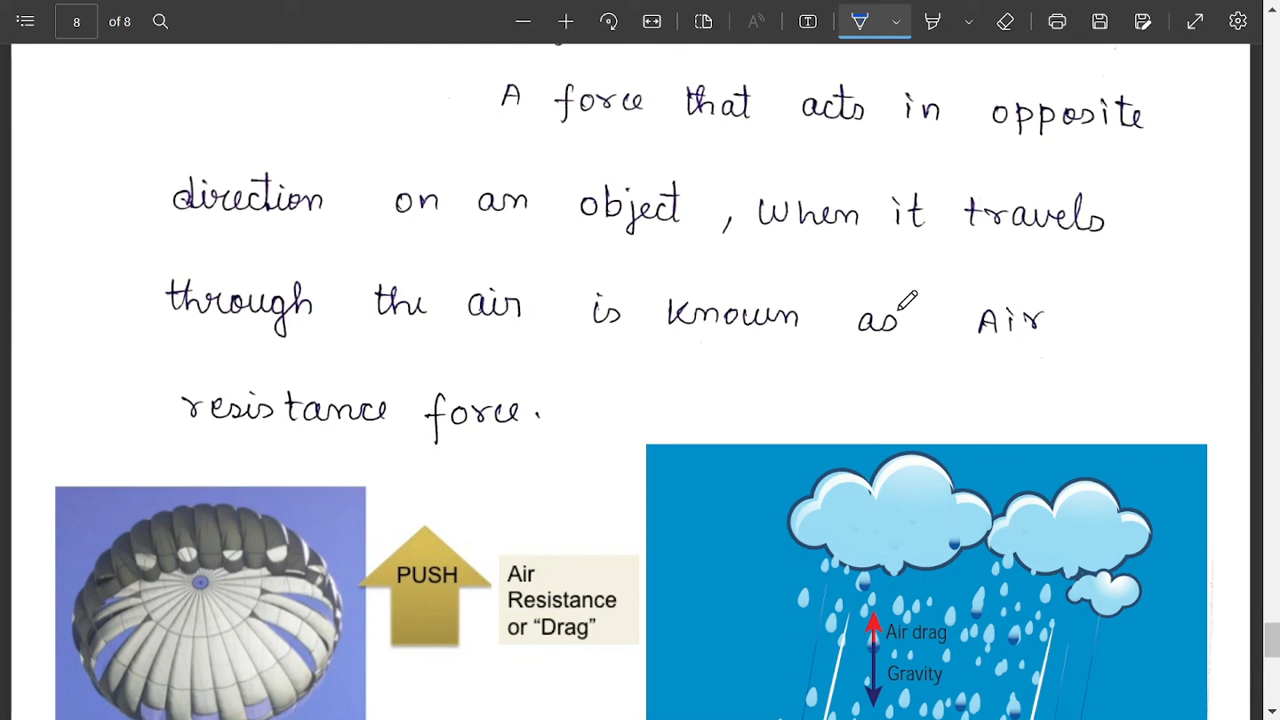 8 of 8
A force that acts in opposite
direction on an object, when it travels
through the air is known as Air
resistance force.
PUSH
Air
Resistance
or “Drag”
Air drag
Gravity